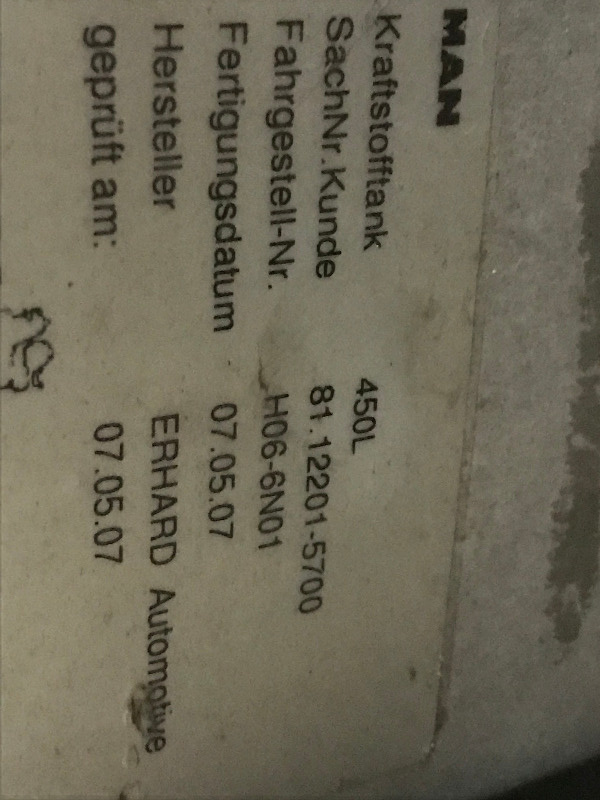 MAN
Kraftstofftank 450L
SachNr.Kunde 81.12201-5700
Fahrgestell-Nr. H06-6N01
Fertigungsdatum 07.05.07
Hersteller ERHARD Automotive
geprüft am: 07.05.07